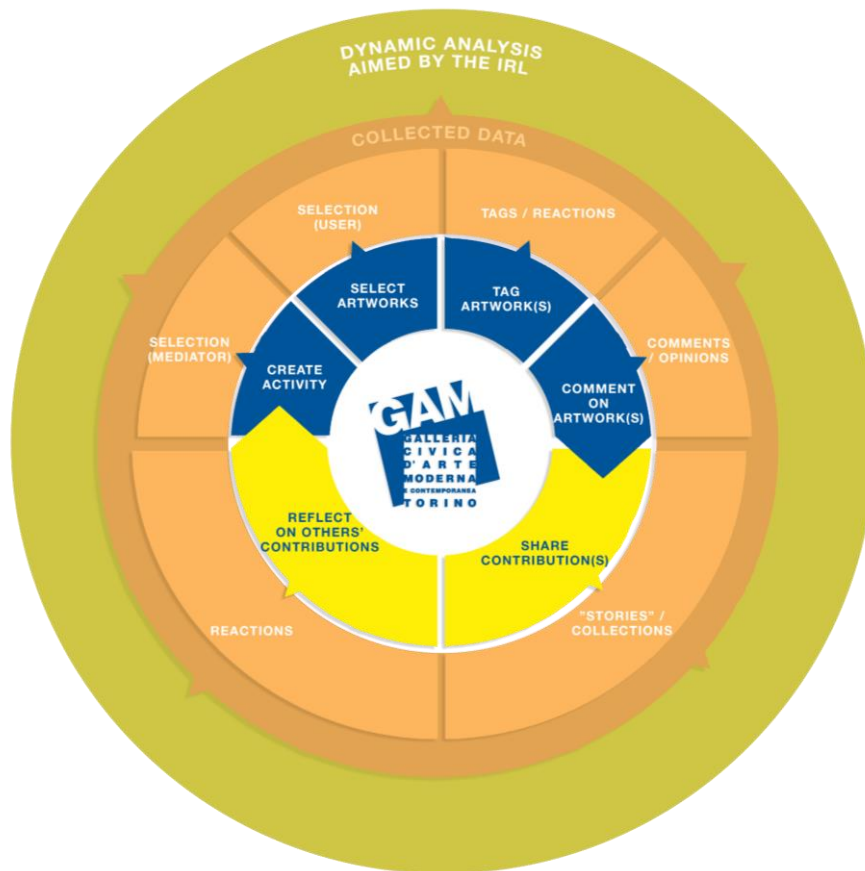 DYNAMIC ANALYSIS
AIMED BY THE IRL
COLLECTED DATA
SELECTION
(USER)
TAGS / REACTIONS
SELECT
ARTWORKS
TAG
ARTWORK(S)
SELECTION
(MEDIATOR)
COMMENTS
/ OPINIONS
CREATE
ACTIVITY
COMMENT
ON
ARTWORK(S)
GAM
GALLERIA
CIVICA
D'ARTE
MODERNA
E CONTEMPORANEA
TORINO
REFLECT
ON OTHERS'
CONTRIBUTIONS
SHARE
CONTRIBUTION(S)
REACTIONS
"STORIES" /
COLLECTIONS